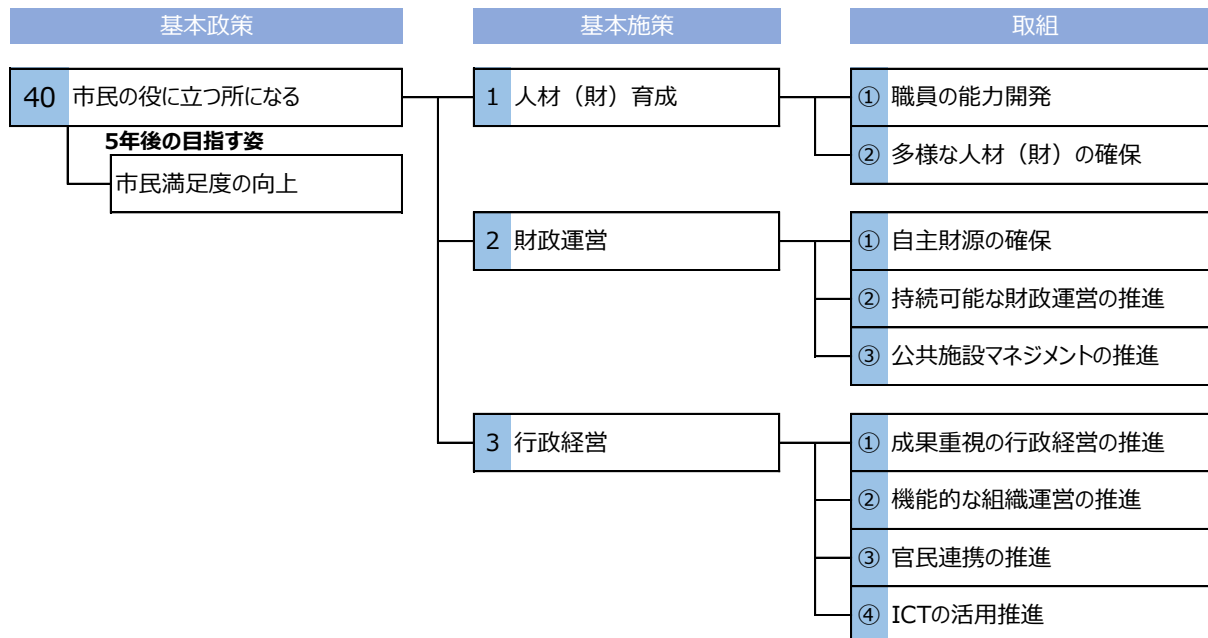 基本政策
基本施策
取組
40 市民の役に立つ所になる
5年後の目指す姿
市民満足度の向上
1 人材（財）育成
① 職員の能力開発
② 多様な人材（財）の確保
2 財政運営
① 自主財源の確保
② 持続可能な財政運営の推進
③ 公共施設マネジメントの推進
3 行政経営
① 成果重視の行政経営の推進
② 機能的な組織運営の推進
③ 官民連携の推進
④ ICTの活用推進